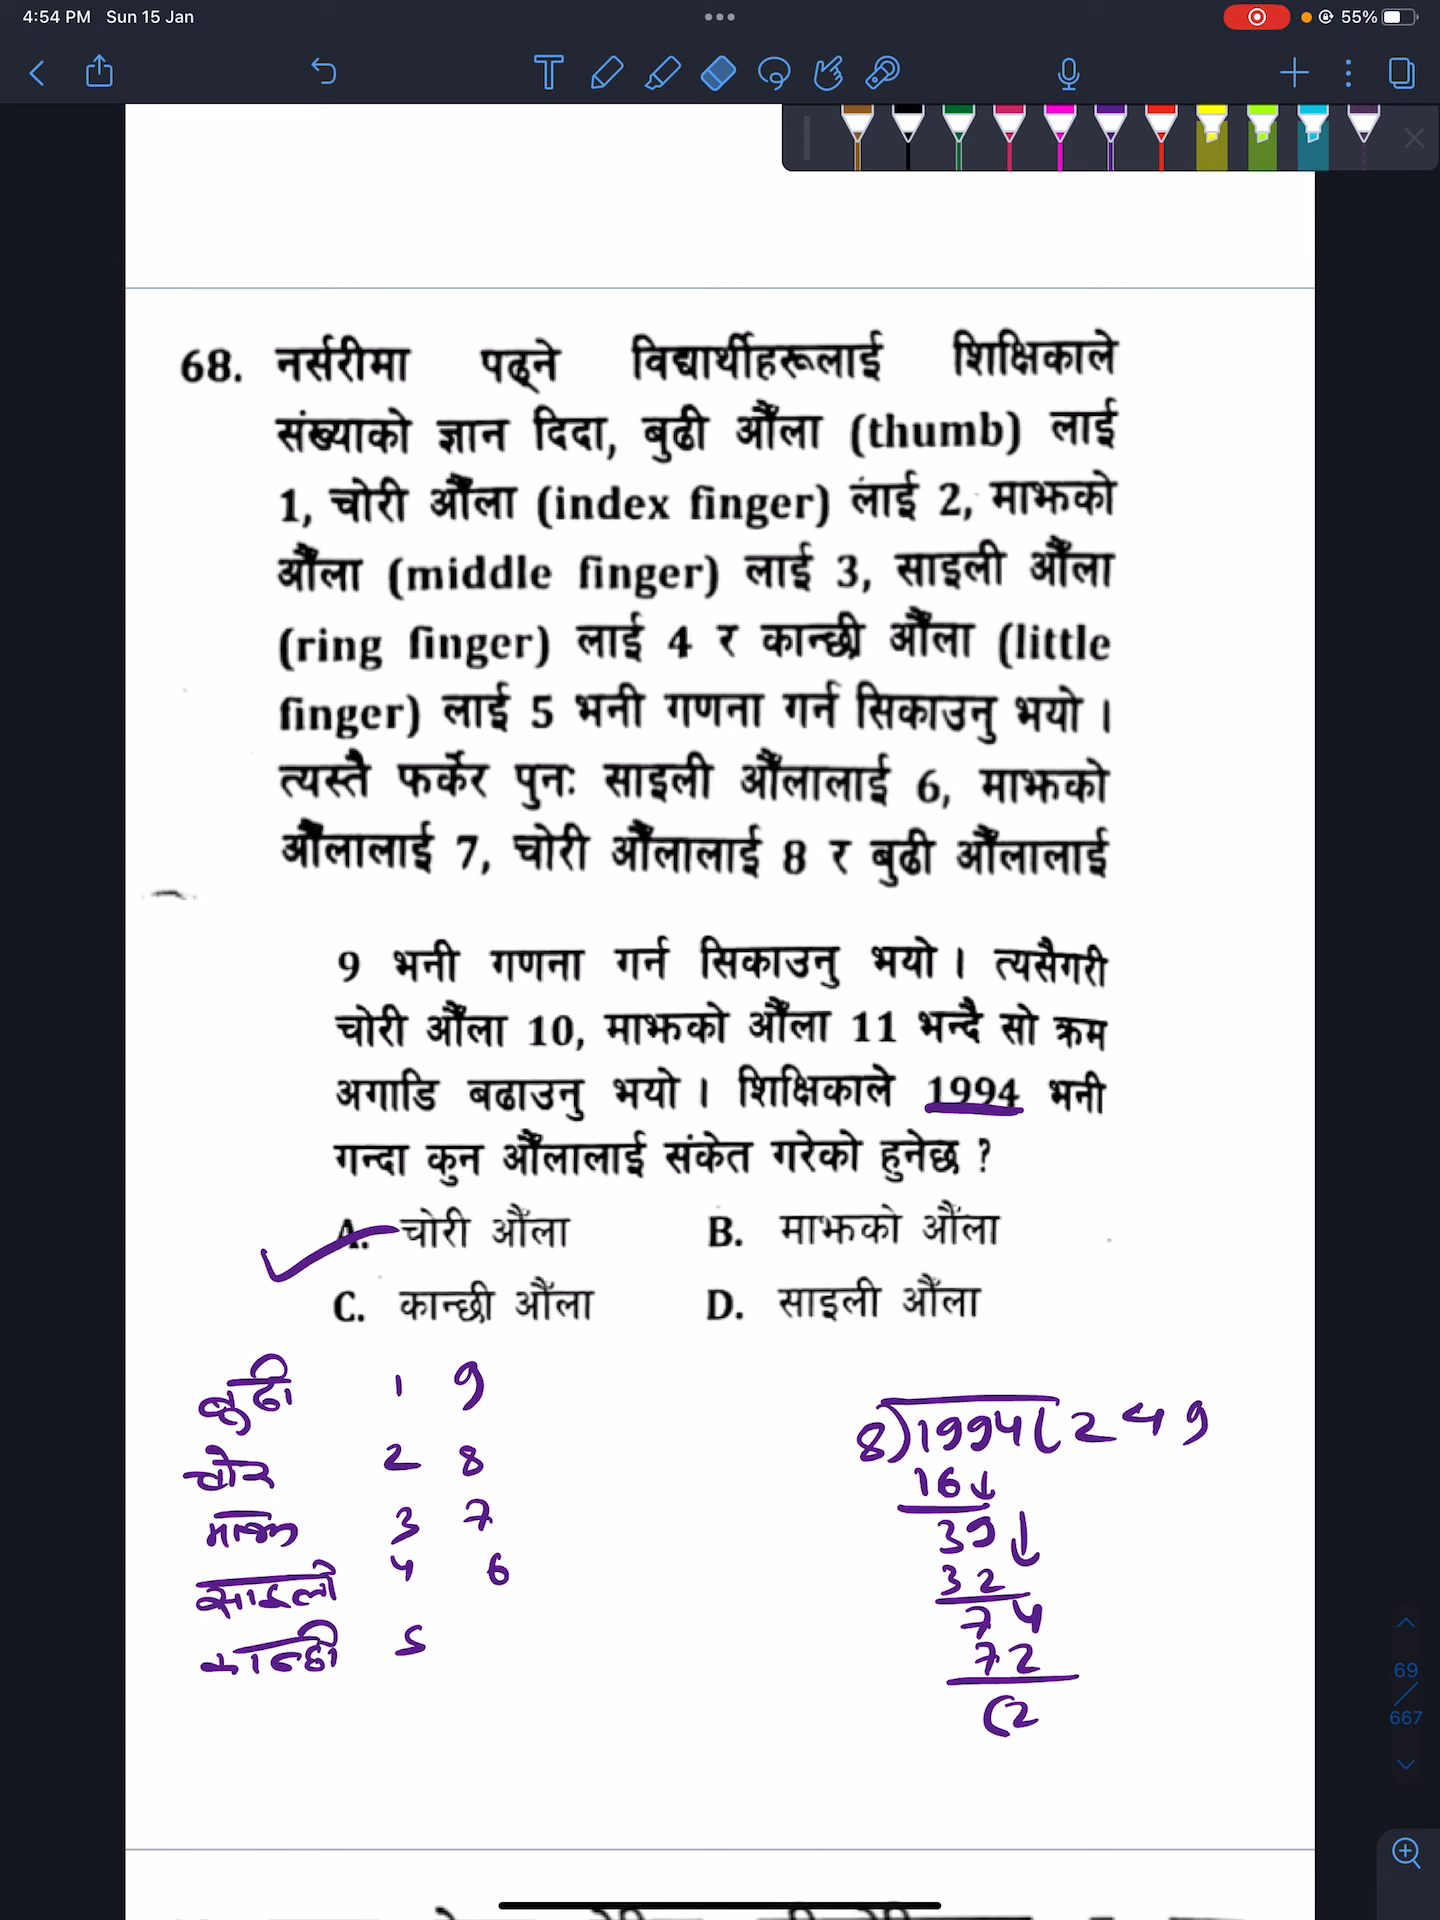 4:54 PM Sun 15 Jan
55%
68. नर्सरीमा पढ्ने विद्यार्थीहरूलाई शिक्षिकाले
संख्याको ज्ञान दिदा, बुढी औँला (thumb) लाई
1, चोरी औँला (index finger) लाई 2, माझको
औँला (middle finger) लाई 3, साइली औँला
(ring finger) लाई 4 र कान्छी औँला (little
finger) लाई 5 भनी गणना गर्न सिकाउनु भयो ।
त्यस्तै फर्केर पुनः साइली औँलालाई 6, माझको
औँलालाई 7, चोरी औँलालाई 8 र बुढी औँलालाई
9 भनी गणना गर्न सिकाउनु भयो । त्यसैगरी
चोरी औँला 10, माझको औँला 11 भन्दै सो क्रम
अगाडि बढाउनु भयो । शिक्षिकाले 1994 भनी
गन्दा कुन औँलालाई संकेत गरेको हुनेछ ?
A. चोरी औँला B. माझको औँला
C. कान्छी औँला D. साइली औँला
बुढी 1 9
चोर 2 8
माझ 3 7
साइलो 4 6
कान्छी 5
8)1994(249
16
39
32
74
72
(2
69
667